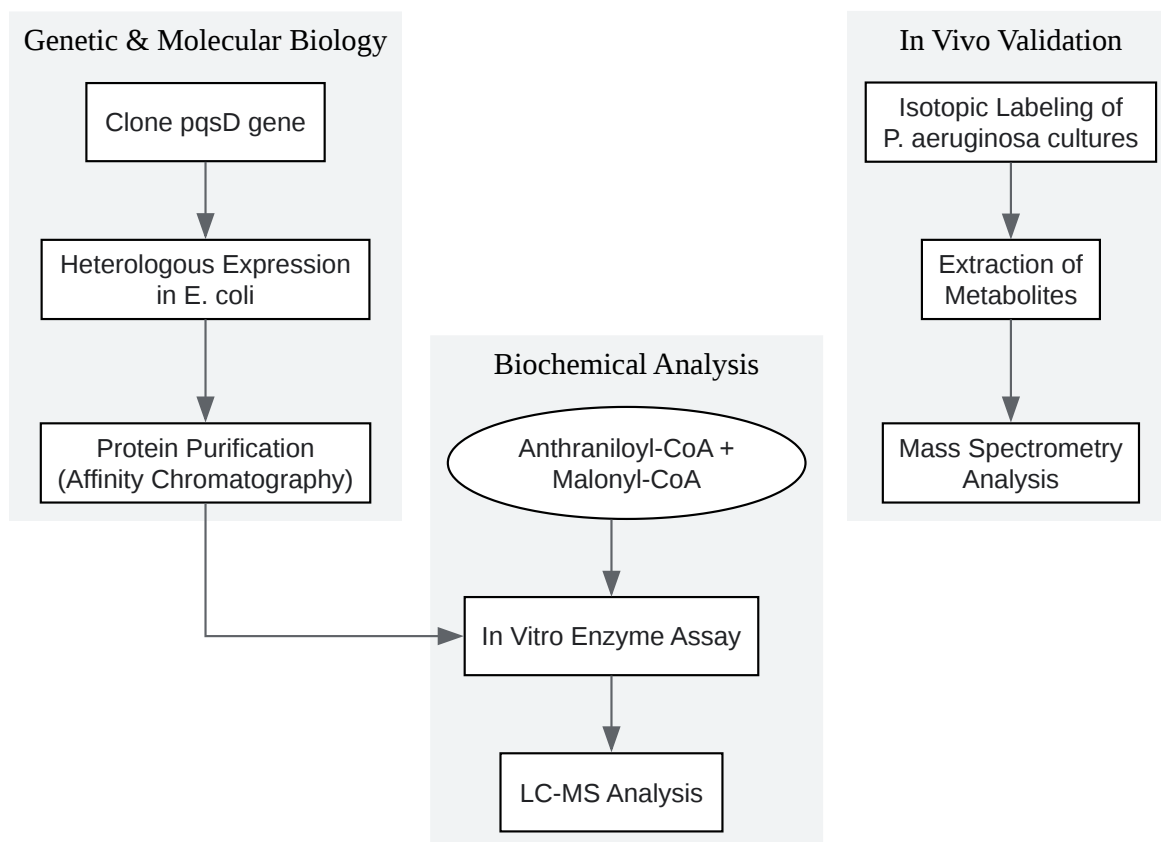 Genetic & Molecular Biology
Clone pqsD gene
Heterologous Expression
in E. coli
Protein Purification
(Affinity Chromatography)
Biochemical Analysis
Anthraniloyl-CoA +
Malonyl-CoA
In Vitro Enzyme Assay
LC-MS Analysis
In Vivo Validation
Isotopic Labeling of
P. aeruginosa cultures
Extraction of
Metabolites
Mass Spectrometry
Analysis